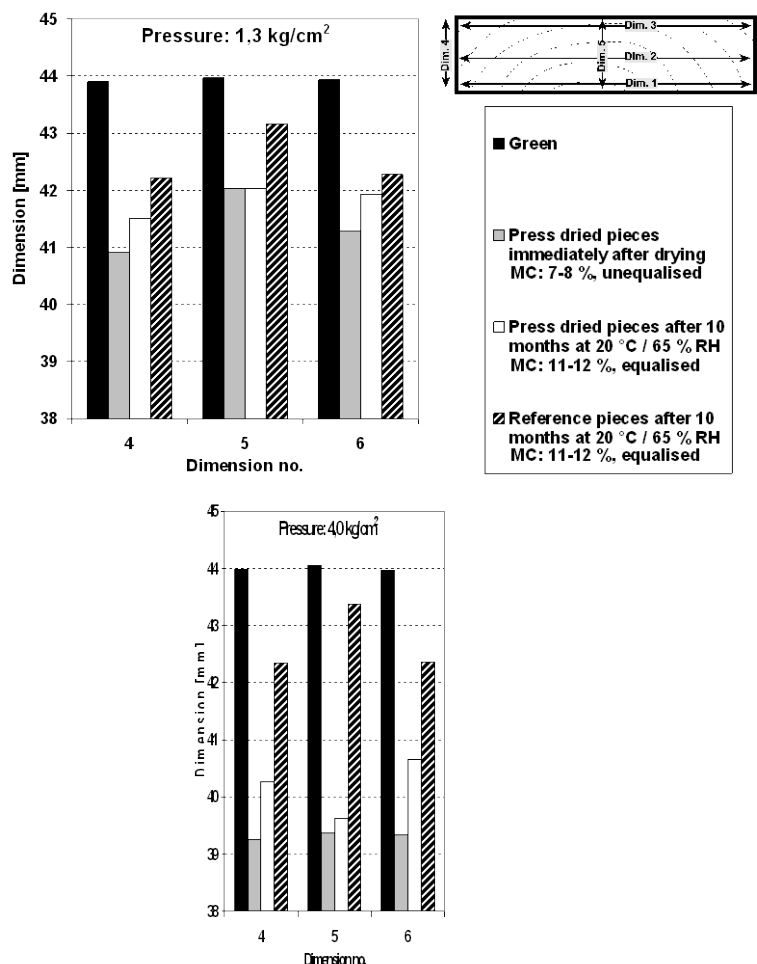 Pressure: 1,3 kg/cm²
Dimension [mm]
45
44
43
42
41
40
39
38
4 5 6
Dimension no.
Dim. 3
Dim. 4
Dim. 5
Dim. 2
Dim. 1
Green
Press dried pieces
immediately after drying
MC: 7-8 %, unequalised
Press dried pieces after 10
months at 20 °C / 65 % RH
MC: 11-12 %, equalised
Reference pieces after 10
months at 20 °C / 65 % RH
MC: 11-12 %, equalised
Pressure: 4,0 kg/cm²
Dimension [mm]
45
44
43
42
41
40
39
38
4 5 6
Dimension no.